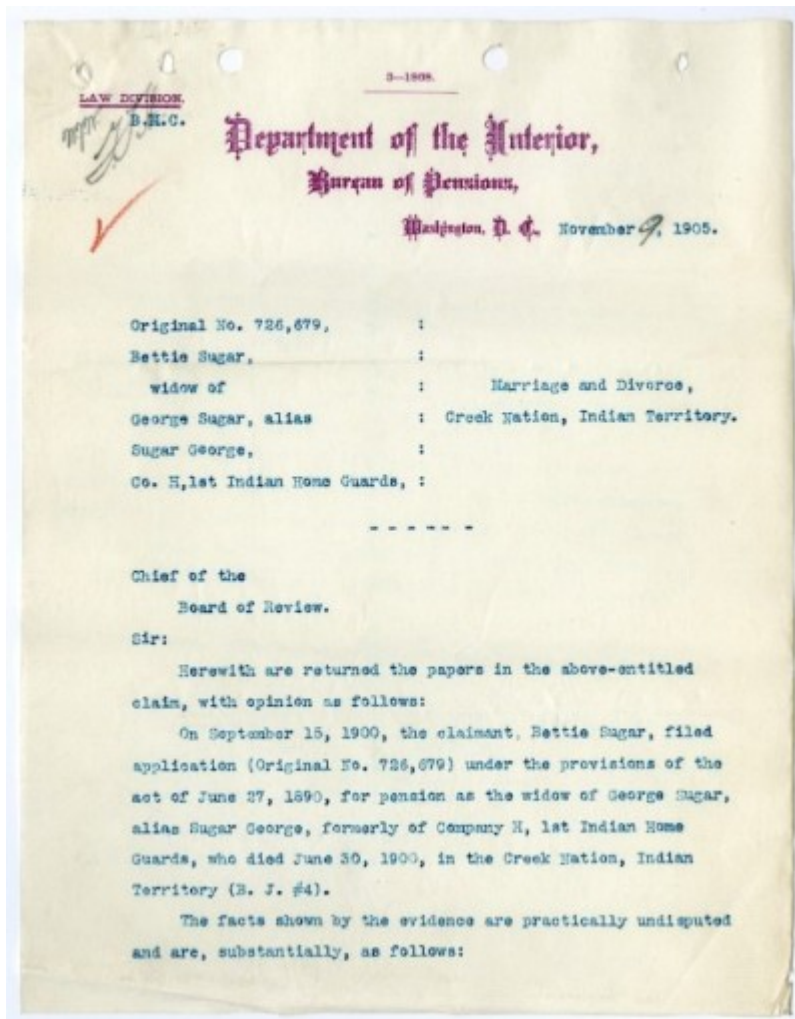 3—1808.
LAW DIVISION.
B.H.C.
Department of the Interior,
Bureau of Pensions,
Washington, D. C., November 9, 1905.
Original No. 726,679, :
Bettie Sugar, :
widow of : Marriage and Divorce,
George Sugar, alias : Creek Nation, Indian Territory.
Sugar George, :
Co. H,1st Indian Home Guards, :
- - - - - -
Chief of the
Board of Review.
Sir:
Herewith are returned the papers in the above-entitled
claim, with opinion as follows:
On September 15, 1900, the claimant, Bettie Sugar, filed
application (Original No. 726,679) under the provisions of the
act of June 27, 1890, for pension as the widow of George Sugar,
alias Sugar George, formerly of Company H, 1st Indian Home
Guards, who died June 30, 1900, in the Creek Nation, Indian
Territory (B. J. #4).
The facts shown by the evidence are practically undisputed
and are, substantially, as follows: